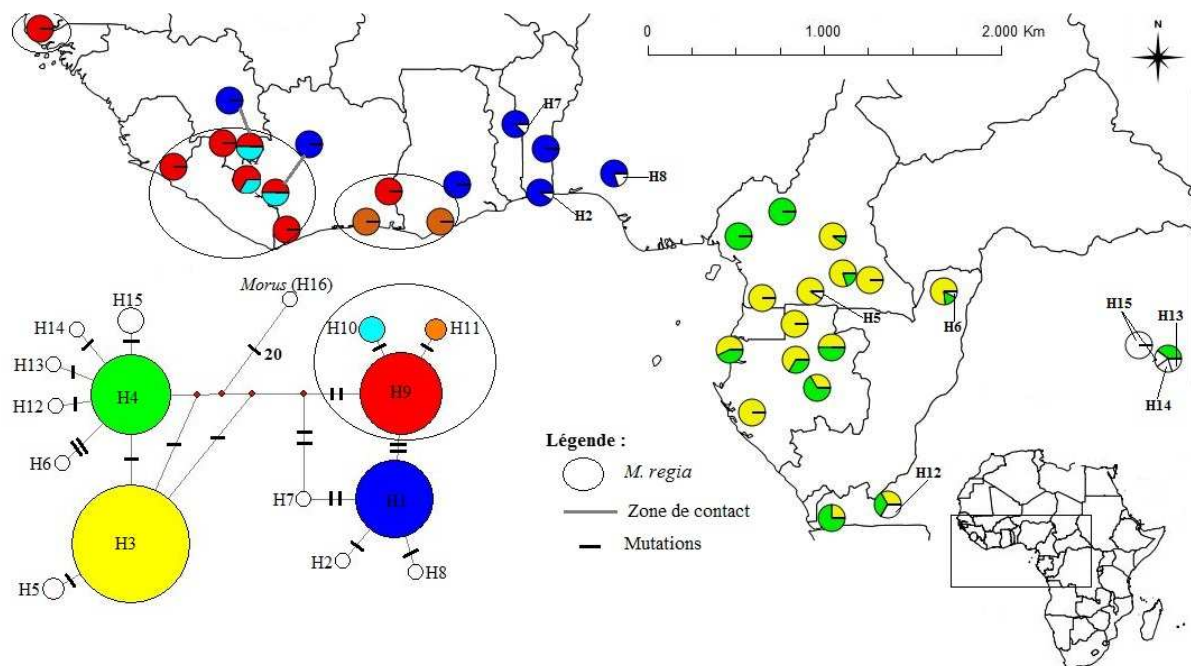 0
1.000
2.000 Km
N
H7
H8
H2
H5
H6
H15
H13
H14
H12
Morus (H16)
20
H15
H14
H13
H12
H6
H4
H3
H5
H10
H11
H9
H1
H7
H2
H8
Légende :
M. regia
Zone de contact
Mutations